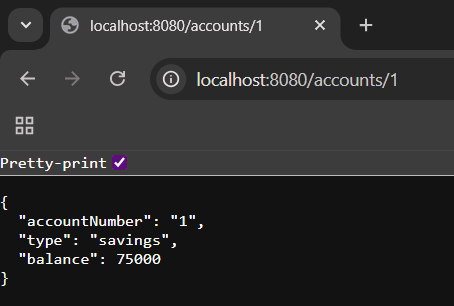 localhost:8080/accounts/1
localhost:8080/accounts/1
Pretty-print
{
  "accountNumber": "1",
  "type": "savings",
  "balance": 75000
}